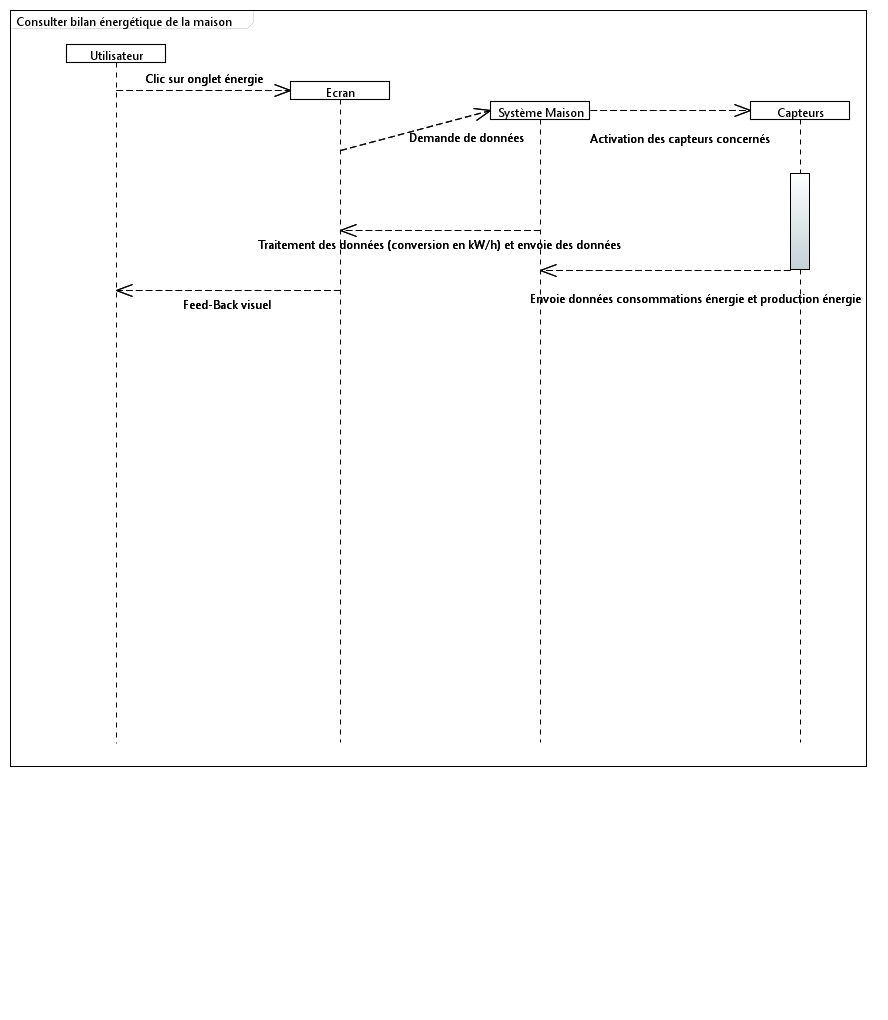 Consulter bilan énergétique de la maison
Utilisateur
Clic sur onglet énergie
Ecran
Système Maison
Capteurs
Demande de données
Activation des capteurs concernés
Traitement des données (conversion en kW/h) et envoie des données
Envoie données consommations énergie et production énergie
Feed-Back visuel